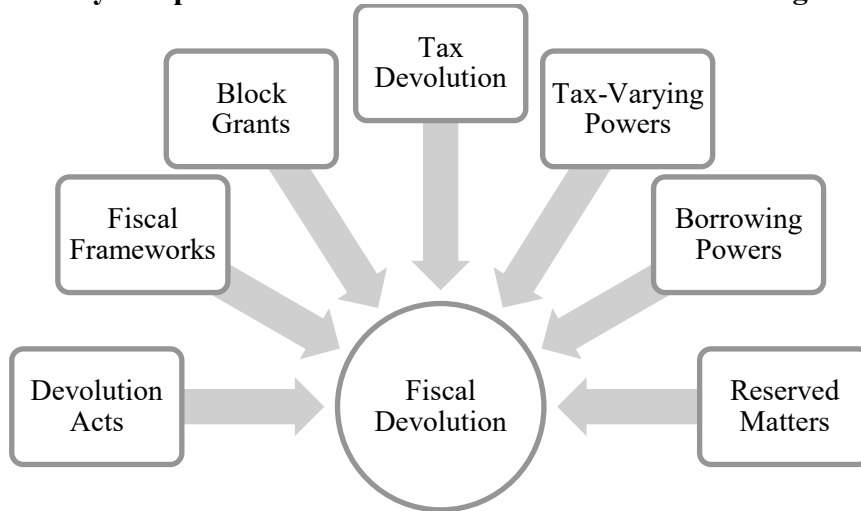 Tax
Devolution
Block
Grants
Tax-Varying
Powers
Fiscal
Frameworks
Borrowing
Powers
Devolution
Acts
Fiscal
Devolution
Reserved
Matters